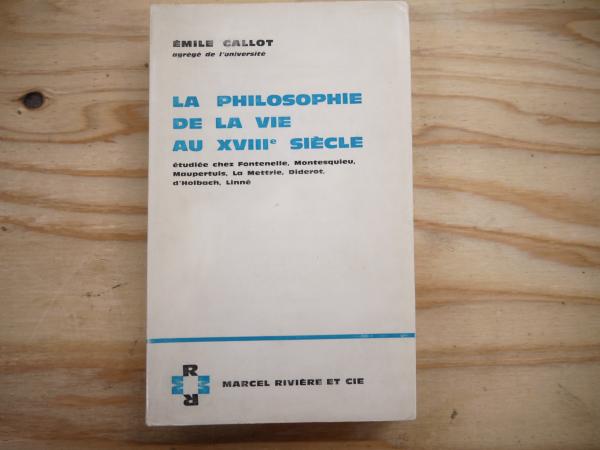 ÉMILE CALLOT
agrégé de l'université
LA PHILOSOPHIE
DE LA VIE
AU XVIIIe SIÈCLE
étudiée chez Fontenelle, Montesquieu,
Maupertuis, La Mettrie, Diderot,
d'Holbach, Linné
MARCEL RIVIÈRE ET CIE